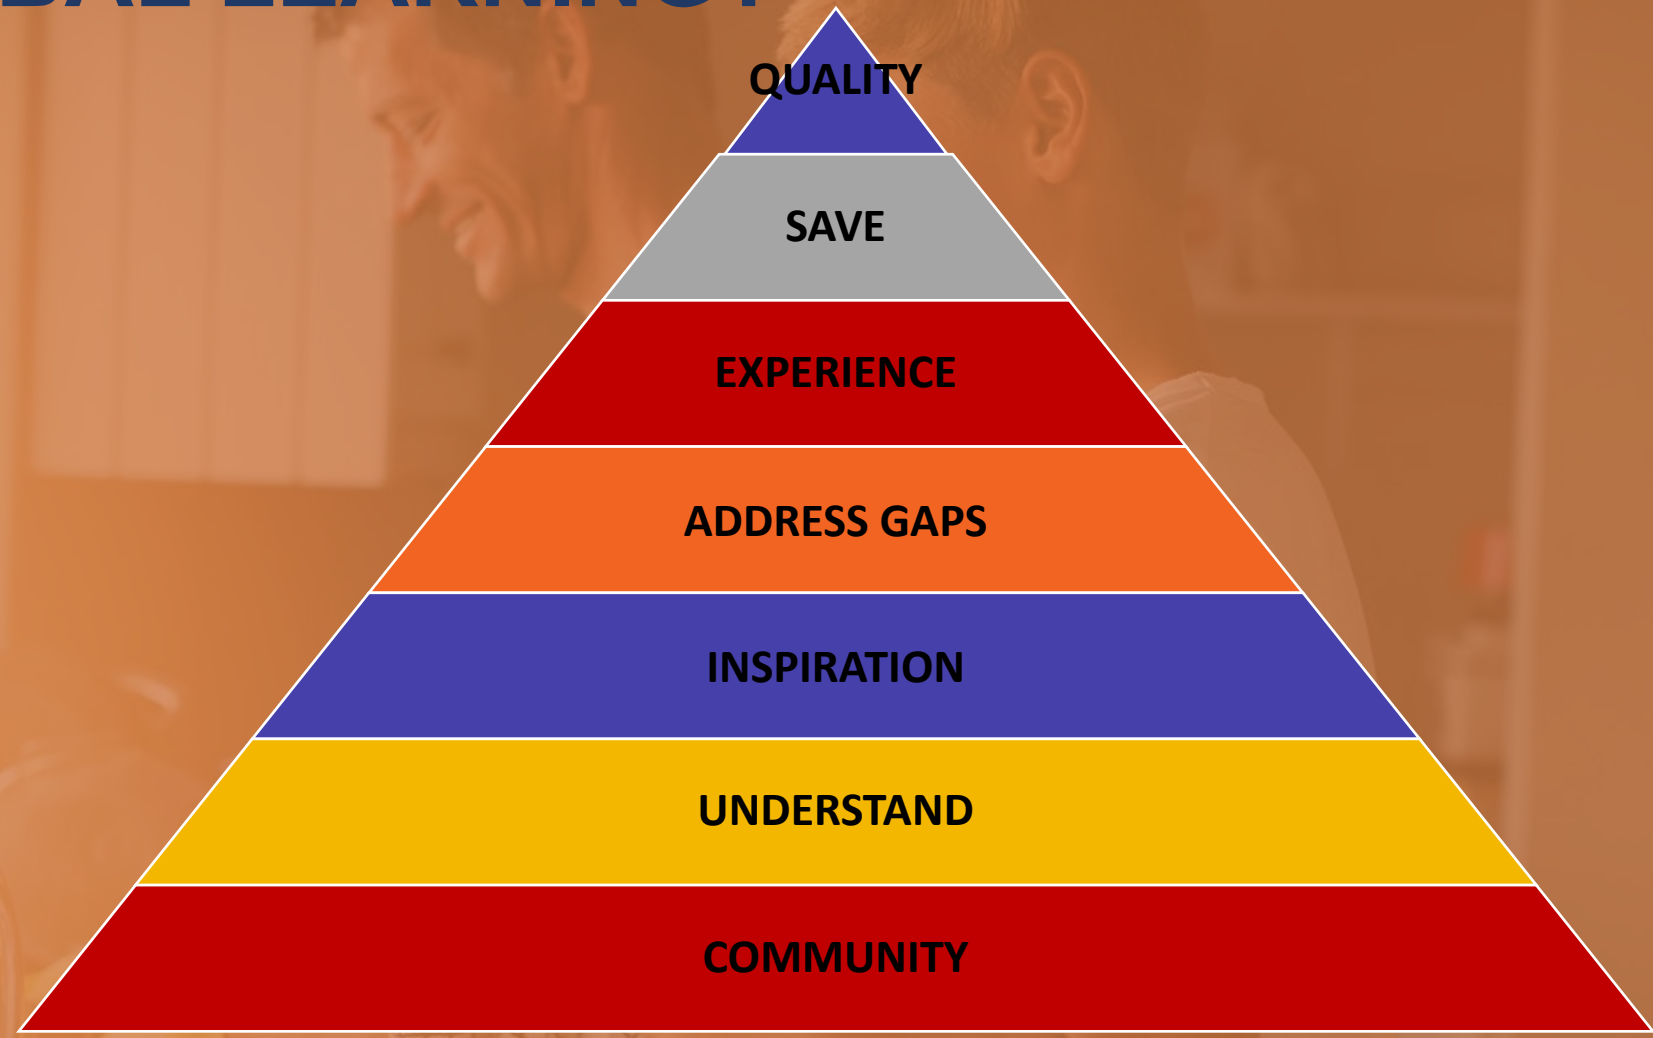 QUALITY
SAVE
EXPERIENCE
ADDRESS GAPS
INSPIRATION
UNDERSTAND
COMMUNITY